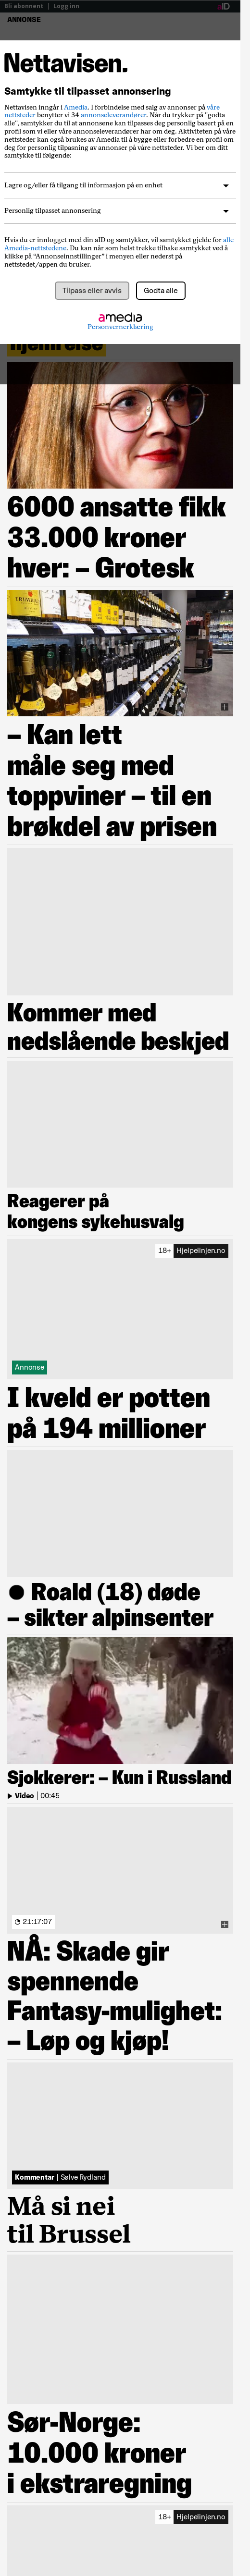 Bli abonnent | Logg inn
ANNONSE
Nettavisen.
Samtykke til tilpasset annonsering
Nettavisen inngår i Amedia. I forbindelse med salg av annonser på våre
nettsteder benytter vi 34 annonseleverandører. Når du trykker på "godta
alle", samtykker du til at annonsene kan tilpasses en personlig annonseringsprofil
som vi eller våre annonseleverandører har om deg. Aktiviteten på våre
nettsteder kan også brukes av Amedia til å bygge eller forbedre en profil om
deg for personlig utvalg og for annonser på våre nettsteder. Vi ber om ditt
samtykke til følgende:
Lagre og/eller få tilgang til informasjon på en enhet
Personlig tilpasset annonsering
Hvis du er innlogget med din aID og samtykker, vil samtykket gjelde for alle
Amedia-nettstedene. Du kan når som helst trekke tilbake samtykket ved å
klikke på “Annonseinnstillinger” i menyen eller nederst på
nettstedet/appen du bruker.
Tilpass eller avvis
Godta alle
amedia
Personvernerklæring
hjemreise
6000 ansatte fikk
33.000 kroner
hver: – Grotesk
– Kan lett
måle seg med
toppviner – til en
brøkdel av prisen
Kommer med
nedslående beskjed
Reagerer på
kongens sykehusvalg
18+ Hjelpelinjen.no
Annonse
I kveld er potten
på 194 millioner
● Roald (18) døde
– sikter alpinsenter
Sjokkerer: – Kun i Russland
Video | 00:45
21:17:07
NÅ: Skade gir
spennende
Fantasy-mulighet:
– Løp og kjøp!
Kommentar | Sølve Rydland
Må si nei
til Brussel
Sør-Norge:
10.000 kroner
i ekstraregning
18+ Hjelpelinjen.no